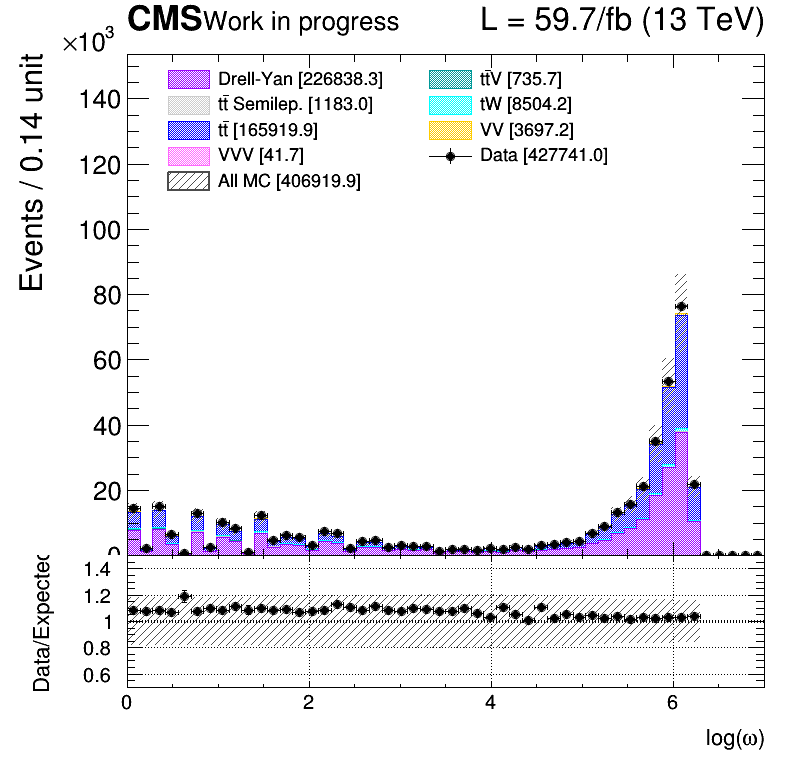 CMS Work in progress L = 59.7/fb (13 TeV)
×10³
Events / 0.14 unit
140
120
100
80
60
40
20
0
Drell-Yan [226838.3]
tt̄ Semilep. [1183.0]
tt̄ [165919.9]
VVV [41.7]
All MC [406919.9]
tt̄V [735.7]
tW [8504.2]
VV [3697.2]
Data [427741.0]
Data/Expected
1.4
1.2
1
0.8
0.6
0 2 4 6
log(ω)